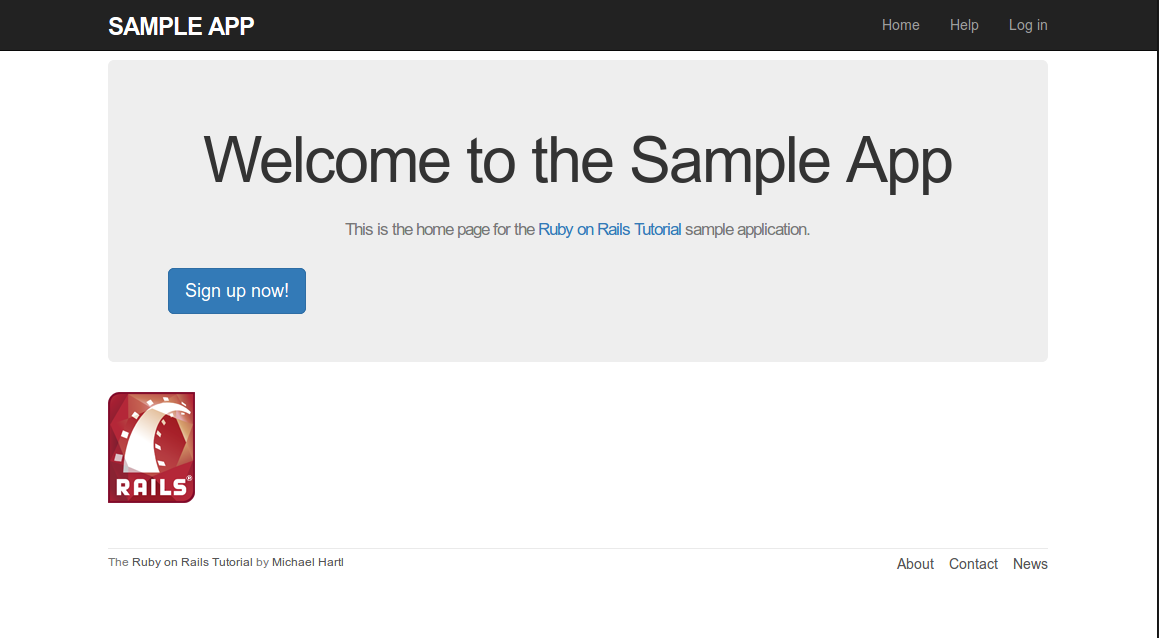 SAMPLE APP Home Help Log in
Welcome to the Sample App
This is the home page for the Ruby on Rails Tutorial sample application.
Sign up now!
RAILS®
The Ruby on Rails Tutorial by Michael Hartl About Contact News